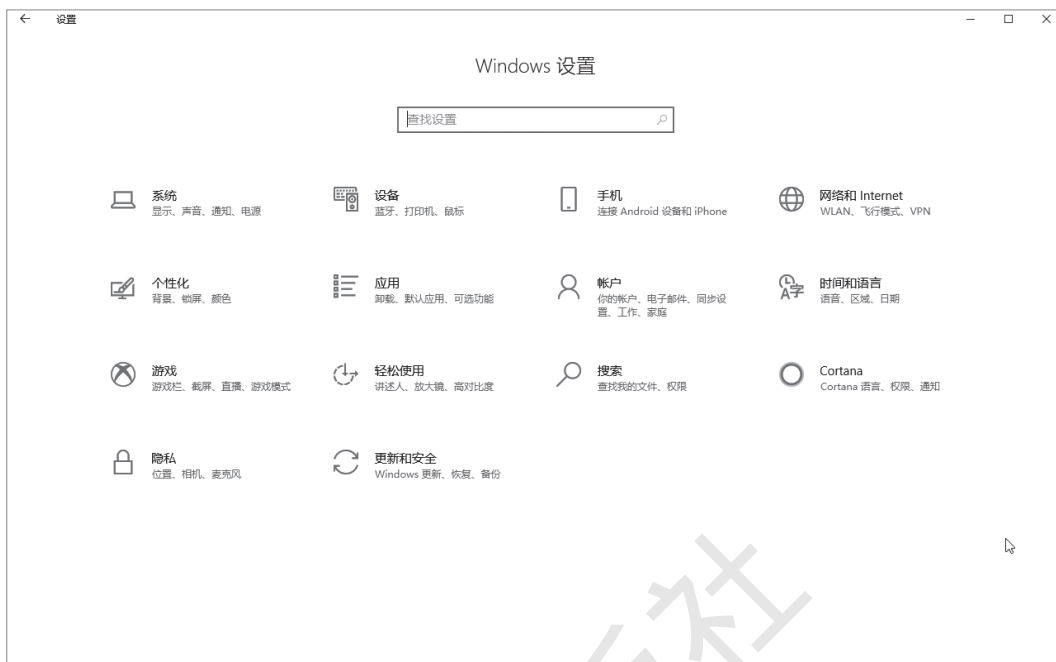 设置
Windows 设置
查找设置
系统
显示、声音、通知、电源
设备
蓝牙、打印机、鼠标
手机
连接 Android 设备和 iPhone
网络和 Internet
WLAN、飞行模式、VPN
个性化
背景、锁屏、颜色
应用
卸载、默认应用、可选功能
帐户
你的帐户、电子邮件、同步设
置、工作、家庭
时间和语言
语音、区域、日期
游戏
游戏栏、截屏、直播、游戏模式
轻松使用
讲述人、放大镜、高对比度
搜索
查找我的文件、权限
Cortana
Cortana 语言、权限、通知
隐私
位置、相机、麦克风
更新和安全
Windows 更新、恢复、备份
社